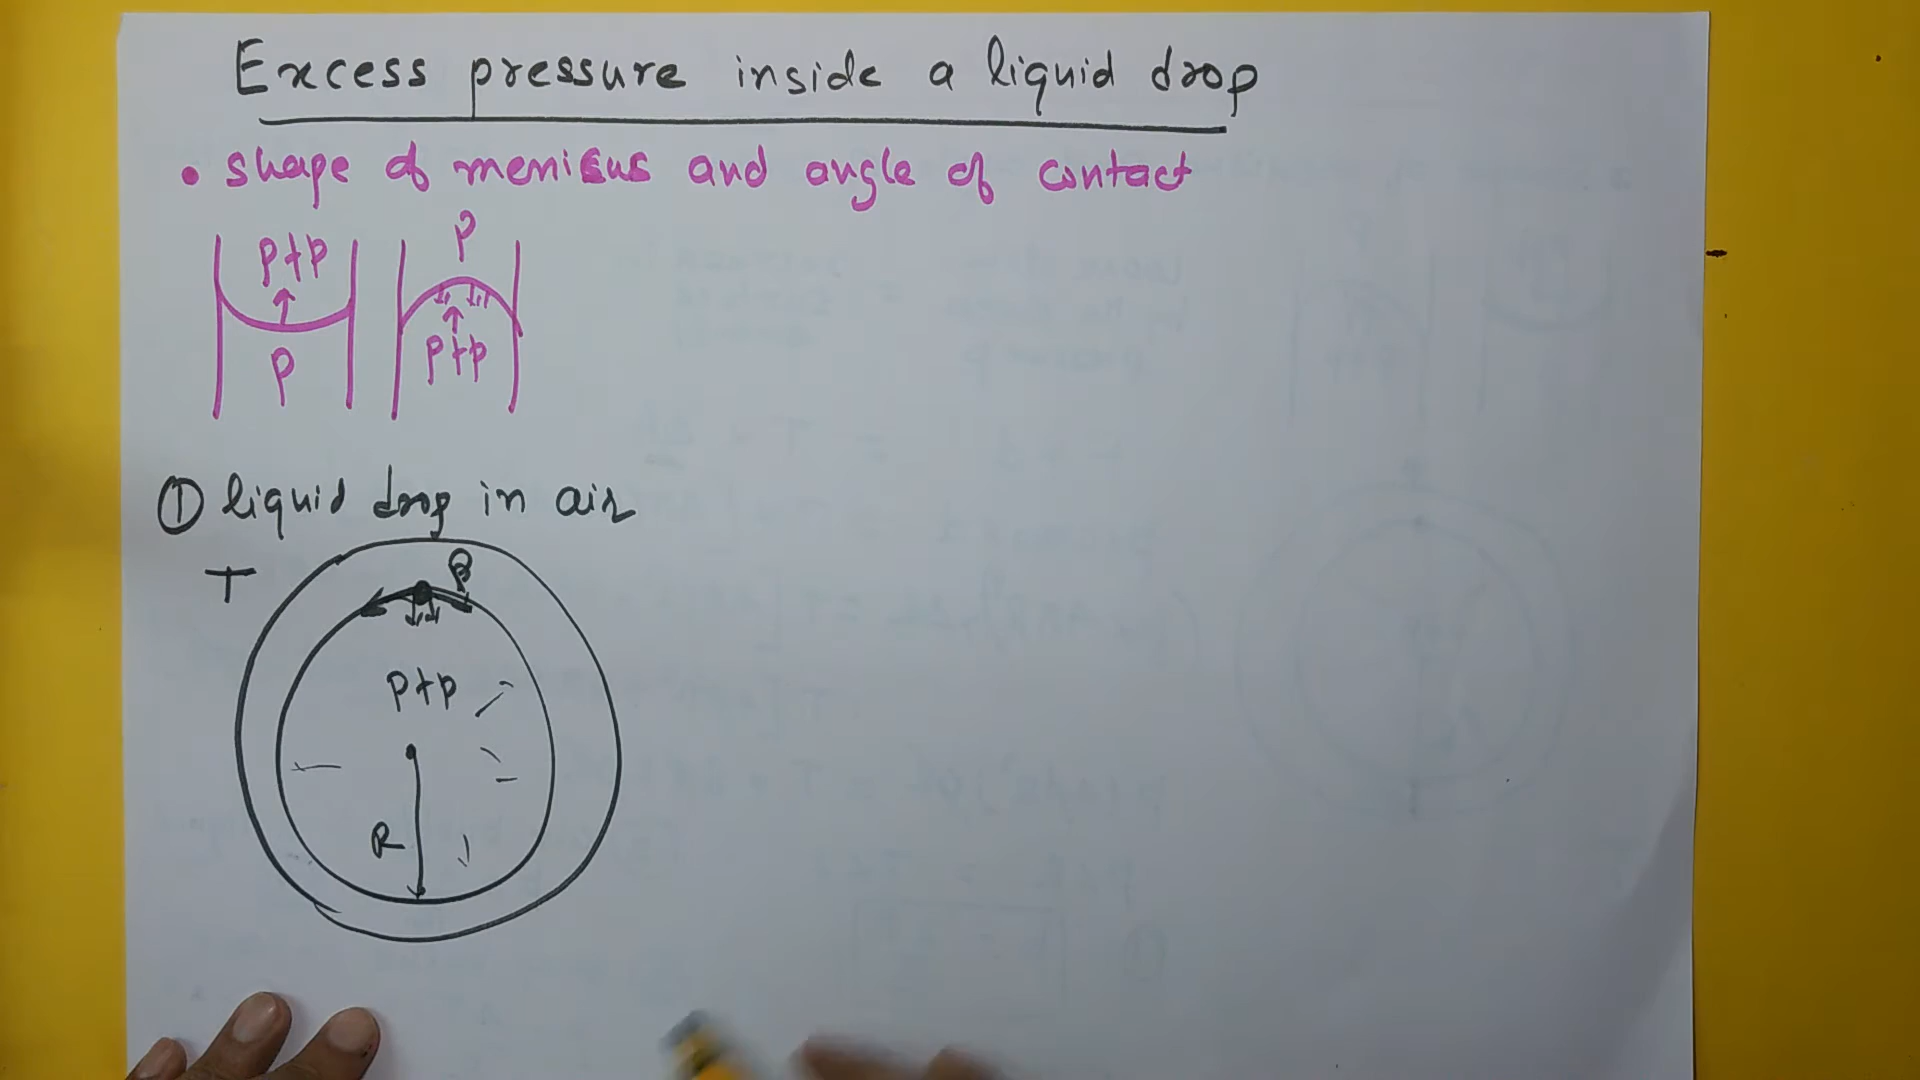 Excess pressure inside a liquid drop
• shape of meniscus and angle of contact
P+p P
P P+p
① liquid drop in air
T P
P+p
R